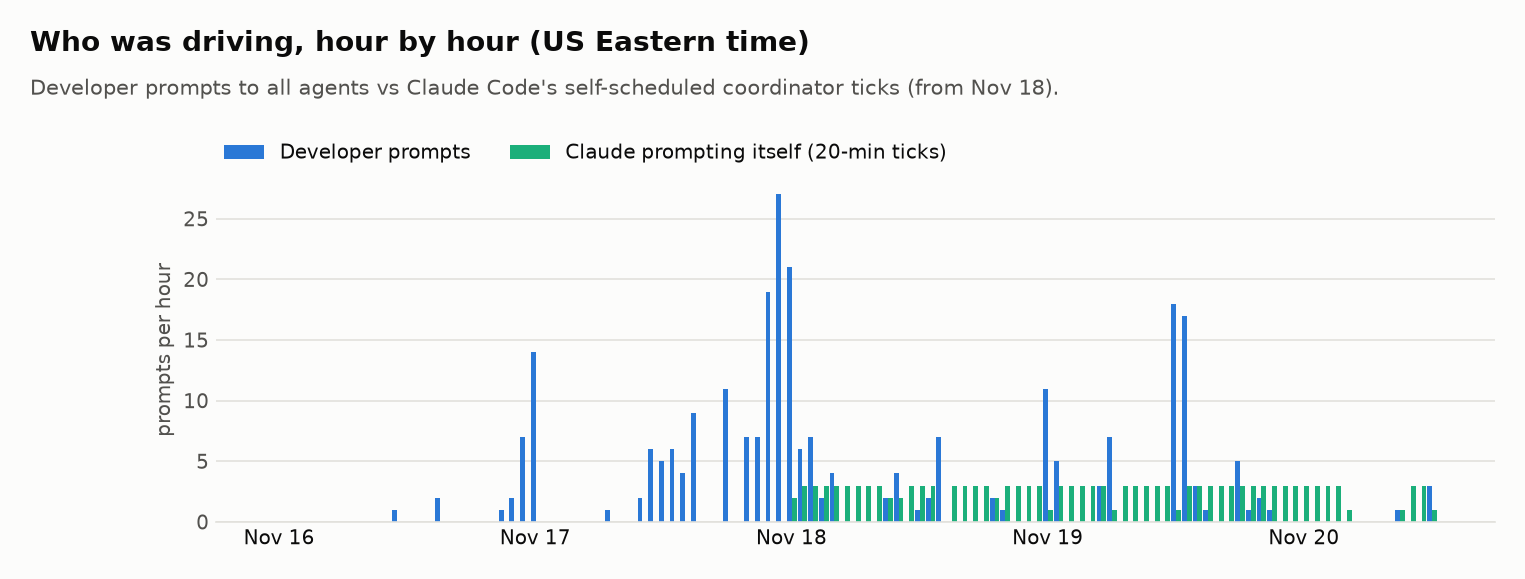 Who was driving, hour by hour (US Eastern time)
Developer prompts to all agents vs Claude Code's self-scheduled coordinator ticks (from Nov 18).
Developer prompts
Claude prompting itself (20-min ticks)
prompts per hour
25
20
15
10
5
0
Nov 16
Nov 17
Nov 18
Nov 19
Nov 20